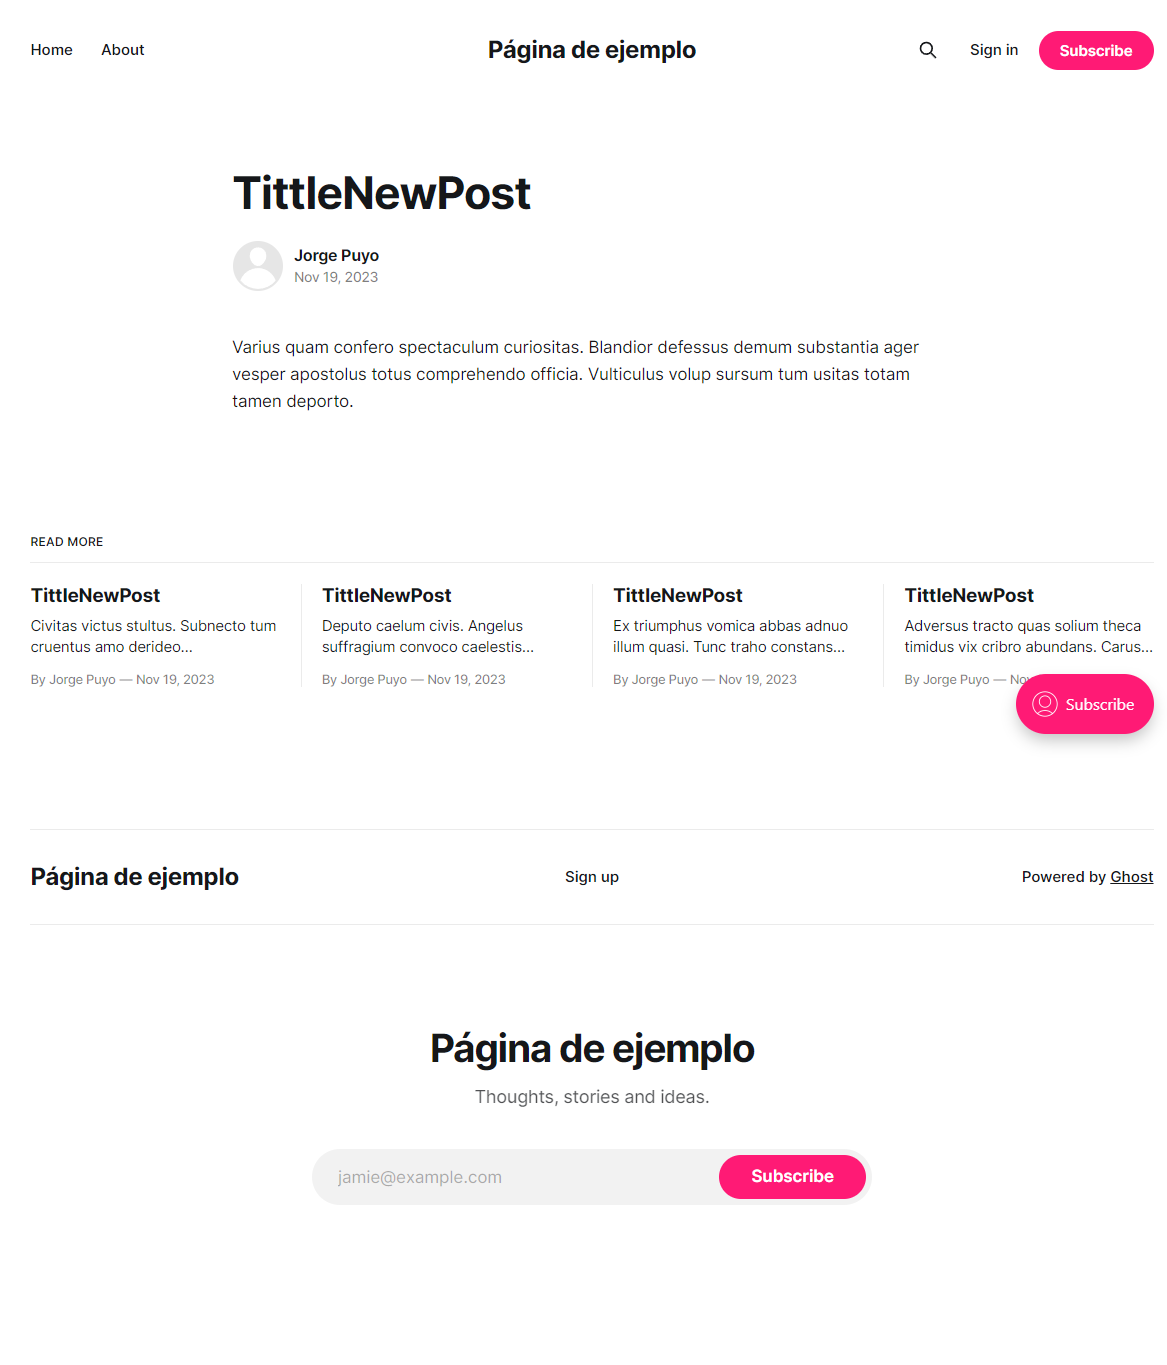 Home About Página de ejemplo Sign in Subscribe
TittleNewPost
Jorge Puyo
Nov 19, 2023
Varius quam confero spectaculum curiositas. Blandior defessus demum substantia ager
vesper apostolus totus comprehendo officia. Vulticulus volup sursum tum usitas totam
tamen deporto.
READ MORE
TittleNewPost
Civitas victus stultus. Subnecto tum
cruentus amo derideo...
By Jorge Puyo — Nov 19, 2023
TittleNewPost
Deputo caelum civis. Angelus
suffragium convoco caelestis...
By Jorge Puyo — Nov 19, 2023
TittleNewPost
Ex triumphus vomica abbas adnuo
illum quasi. Tunc traho constans...
By Jorge Puyo — Nov 19, 2023
TittleNewPost
Adversus tracto quas solium theca
timidus vix cribro abundans. Carus...
By Jorge Puyo —
Subscribe
Página de ejemplo Sign up Powered by Ghost
Página de ejemplo
Thoughts, stories and ideas.
jamie@example.com Subscribe